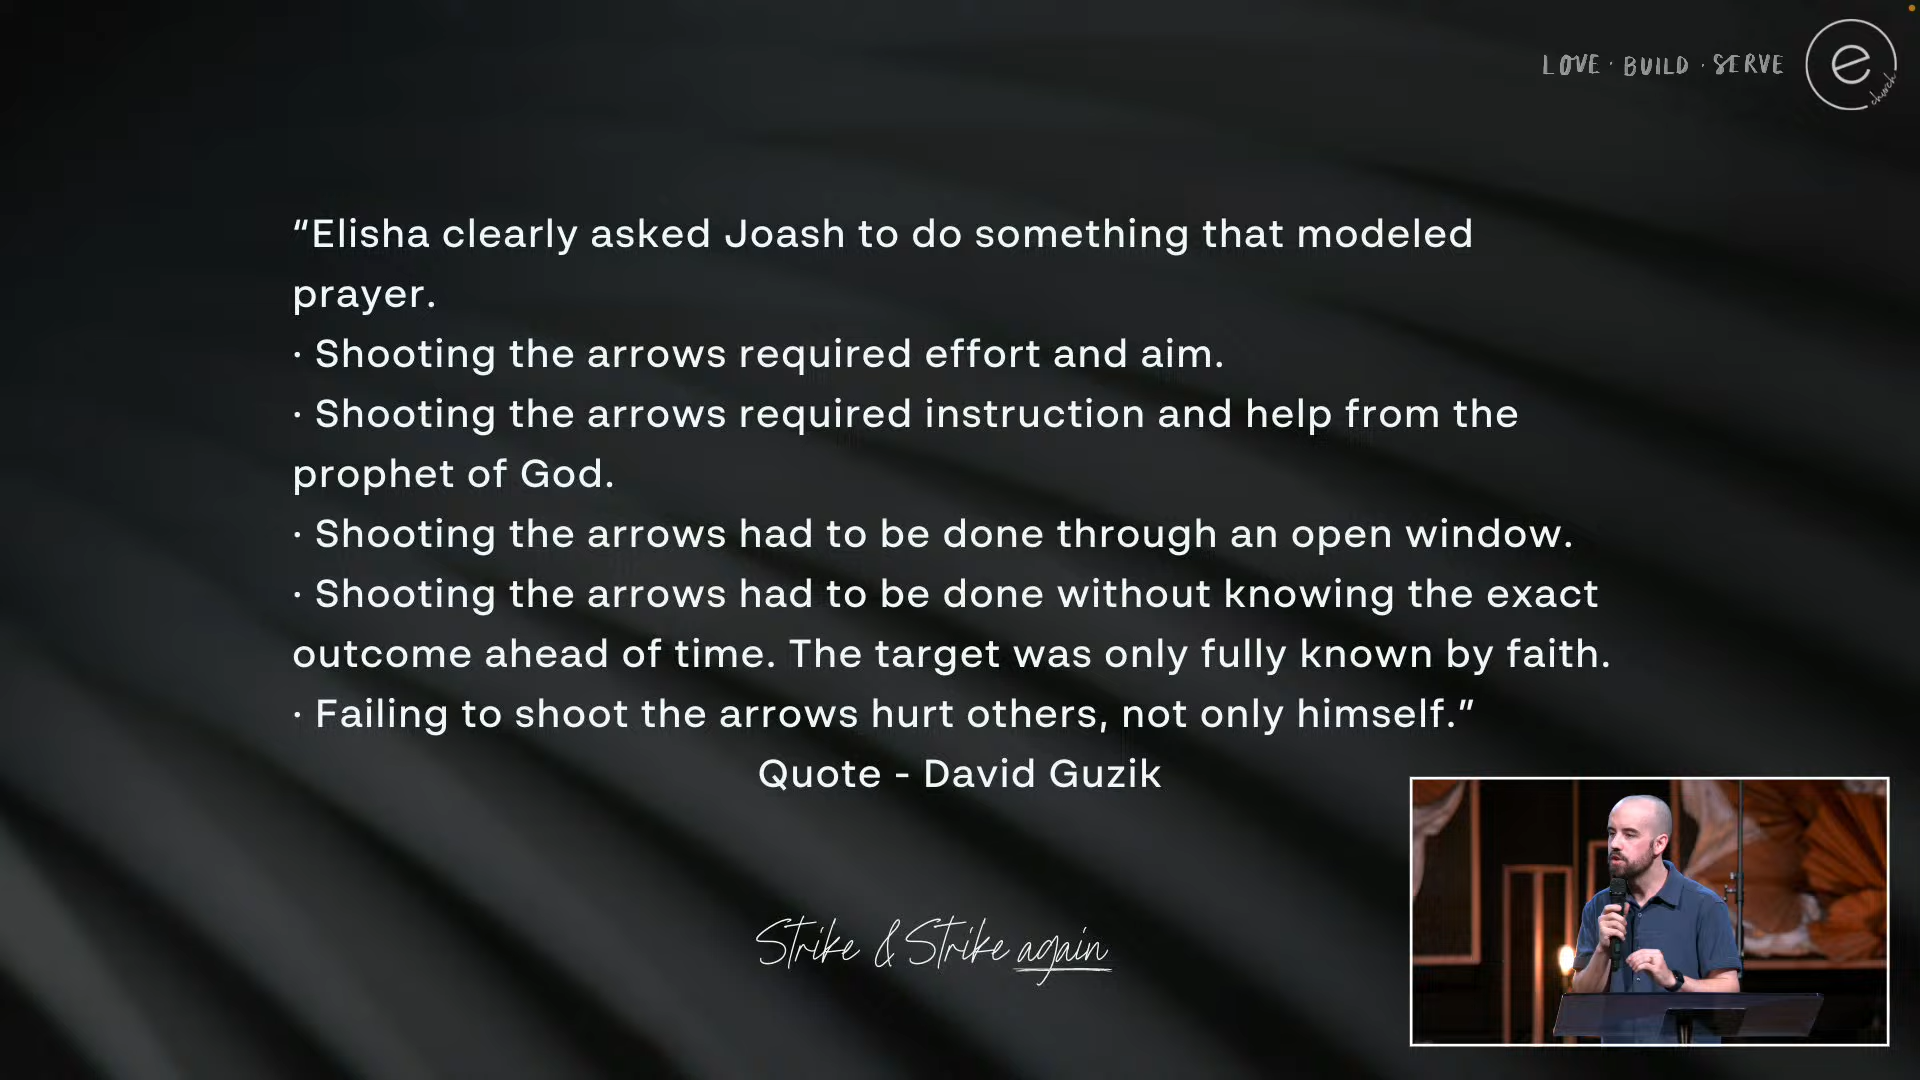 LOVE · BUILD · SERVE
e
church
“Elisha clearly asked Joash to do something that modeled
prayer.
· Shooting the arrows required effort and aim.
· Shooting the arrows required instruction and help from the
prophet of God.
· Shooting the arrows had to be done through an open window.
· Shooting the arrows had to be done without knowing the exact
outcome ahead of time. The target was only fully known by faith.
· Failing to shoot the arrows hurt others, not only himself.”
Quote - David Guzik
Strike & Strike again